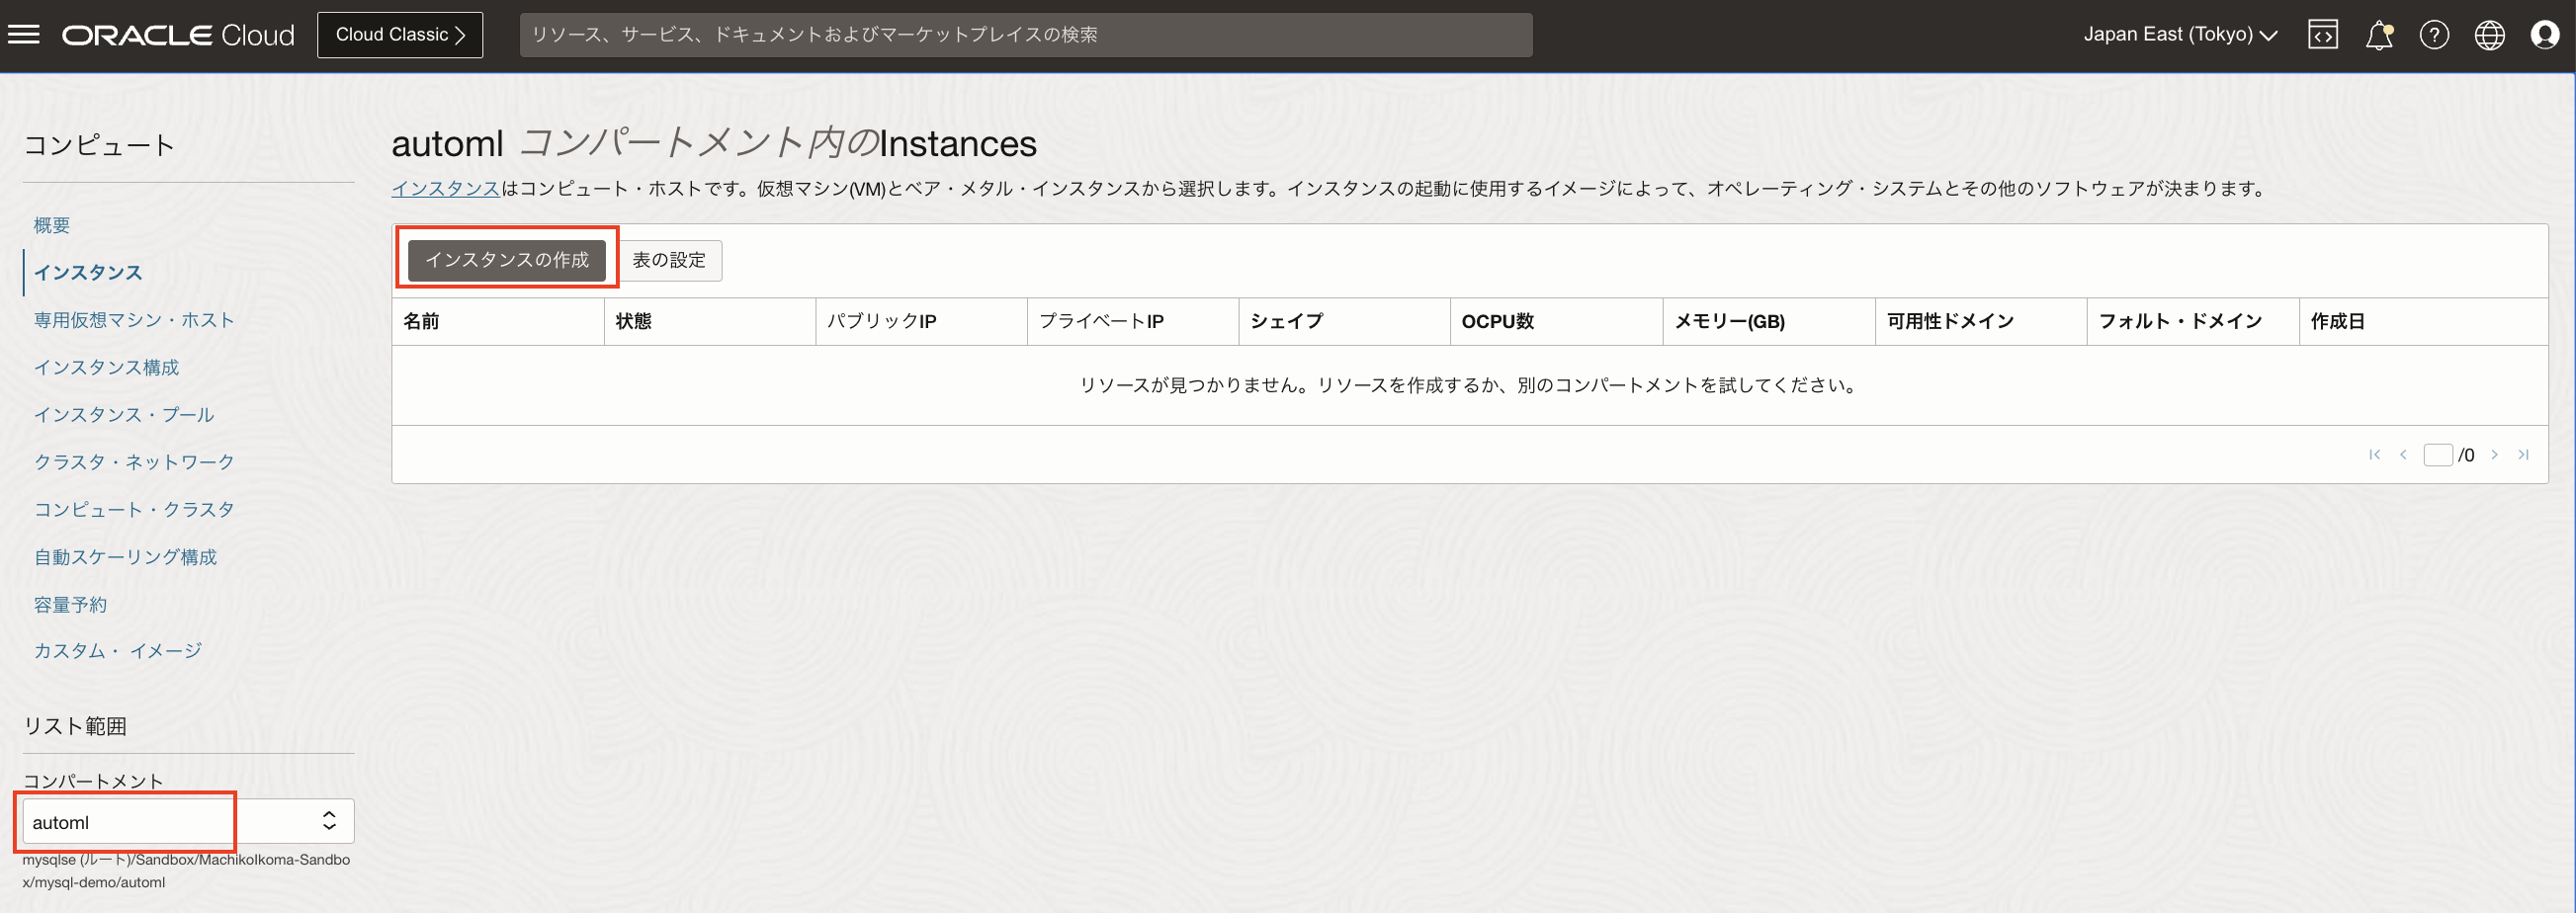 ORACLE Cloud
Cloud Classic
リソース、サービス、ドキュメントおよびマーケットプレイスの検索
Japan East (Tokyo)
コンピュート
概要
インスタンス
専用仮想マシン・ホスト
インスタンス構成
インスタンス・プール
クラスタ・ネットワーク
コンピュート・クラスタ
自動スケーリング構成
容量予約
カスタム・ イメージ
リスト範囲
コンパートメント
automl
mysqlse (ルート)/Sandbox/MachikoIkoma-Sandbo
x/mysql-demo/automl
automl コンパートメント内のInstances
インスタンスはコンピュート・ホストです。仮想マシン(VM)とベア・メタル・インスタンスから選択します。インスタンスの起動に使用するイメージによって、オペレーティング・システムとその他のソフトウェアが決まります。
インスタンスの作成 表の設定
名前 状態 パブリックIP プライベートIP シェイプ OCPU数 メモリー(GB) 可用性ドメイン フォルト・ドメイン 作成日
リソースが見つかりません。リソースを作成するか、別のコンパートメントを試してください。
/0